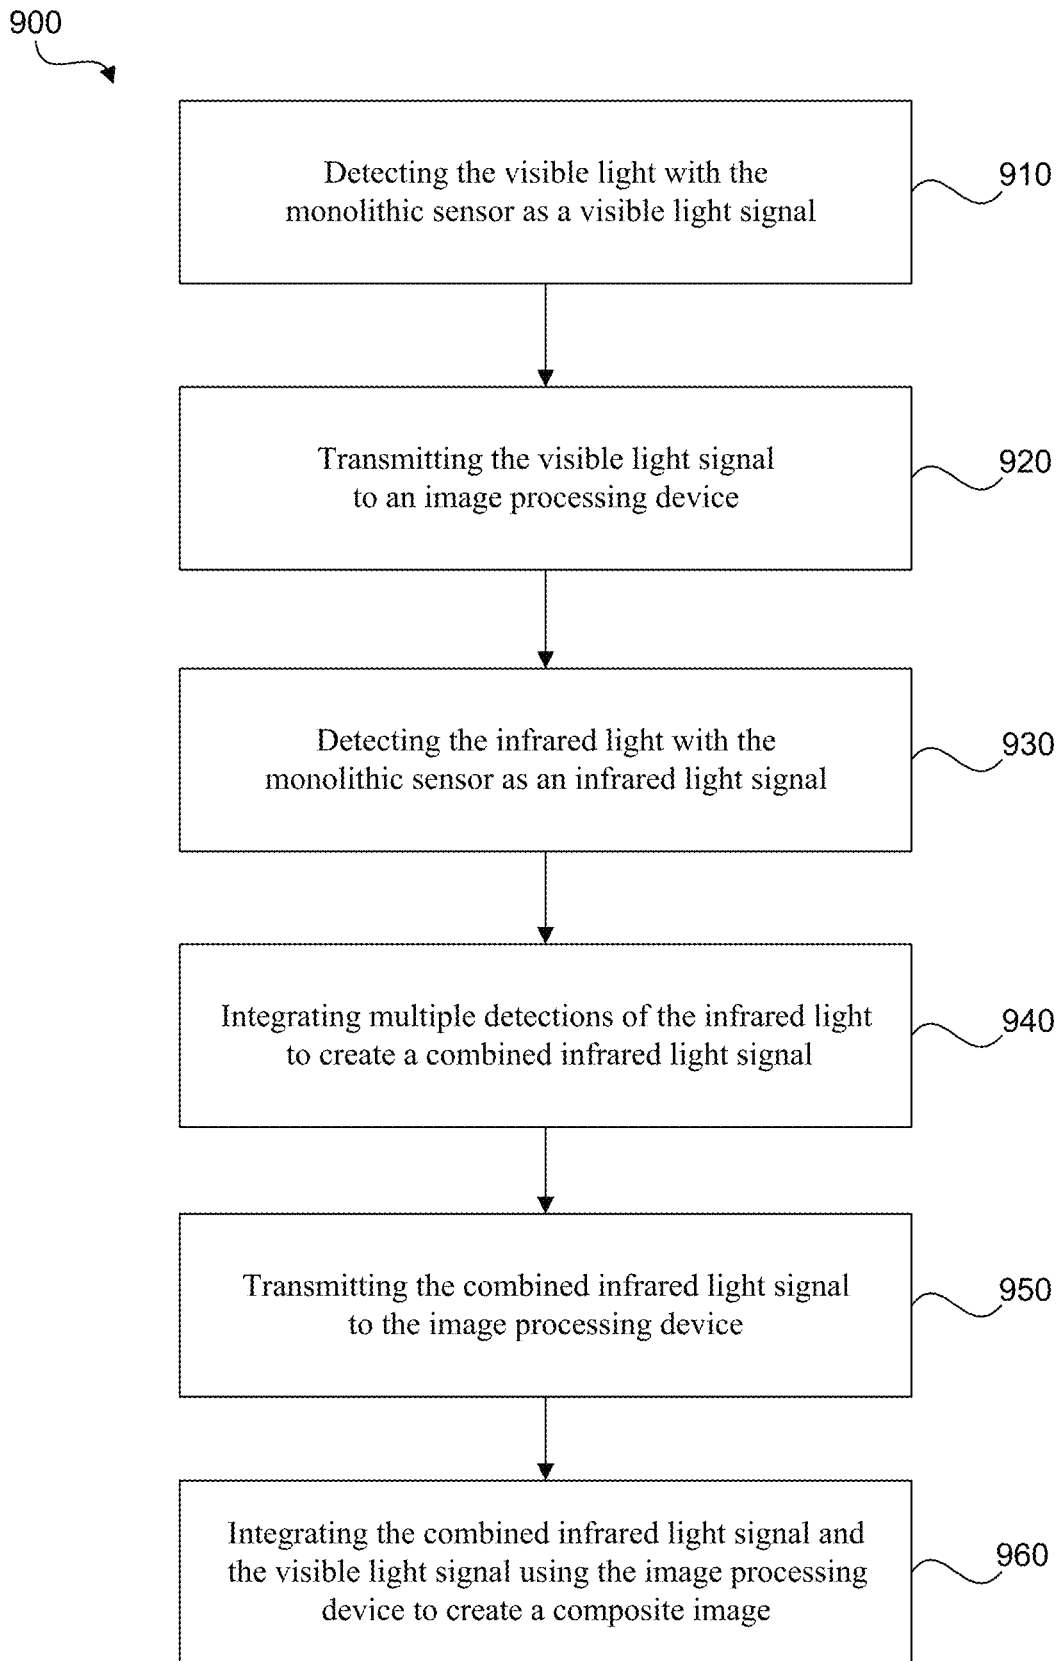 900
Detecting the visible light with the
monolithic sensor as a visible light signal
910
Transmitting the visible light signal
to an image processing device
920
Detecting the infrared light with the
monolithic sensor as an infrared light signal
930
Integrating multiple detections of the infrared light
to create a combined infrared light signal
940
Transmitting the combined infrared light signal
to the image processing device
950
Integrating the combined infrared light signal and
the visible light signal using the image processing
device to create a composite image
960